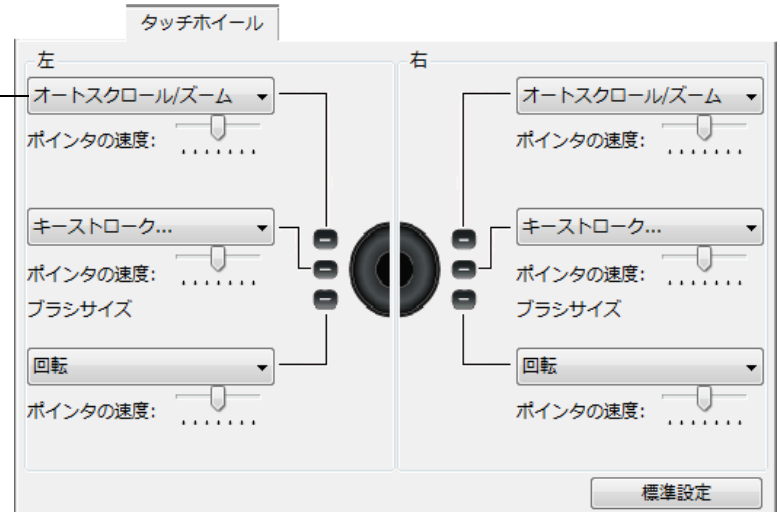 タッチホイール
左
オートスクロール/ズーム
ポインタの速度:
キーストローク...
ポインタの速度:
ブラシサイズ
回転
ポインタの速度:
右
オートスクロール/ズーム
ポインタの速度:
キーストローク...
ポインタの速度:
ブラシサイズ
回転
ポインタの速度:
標準設定